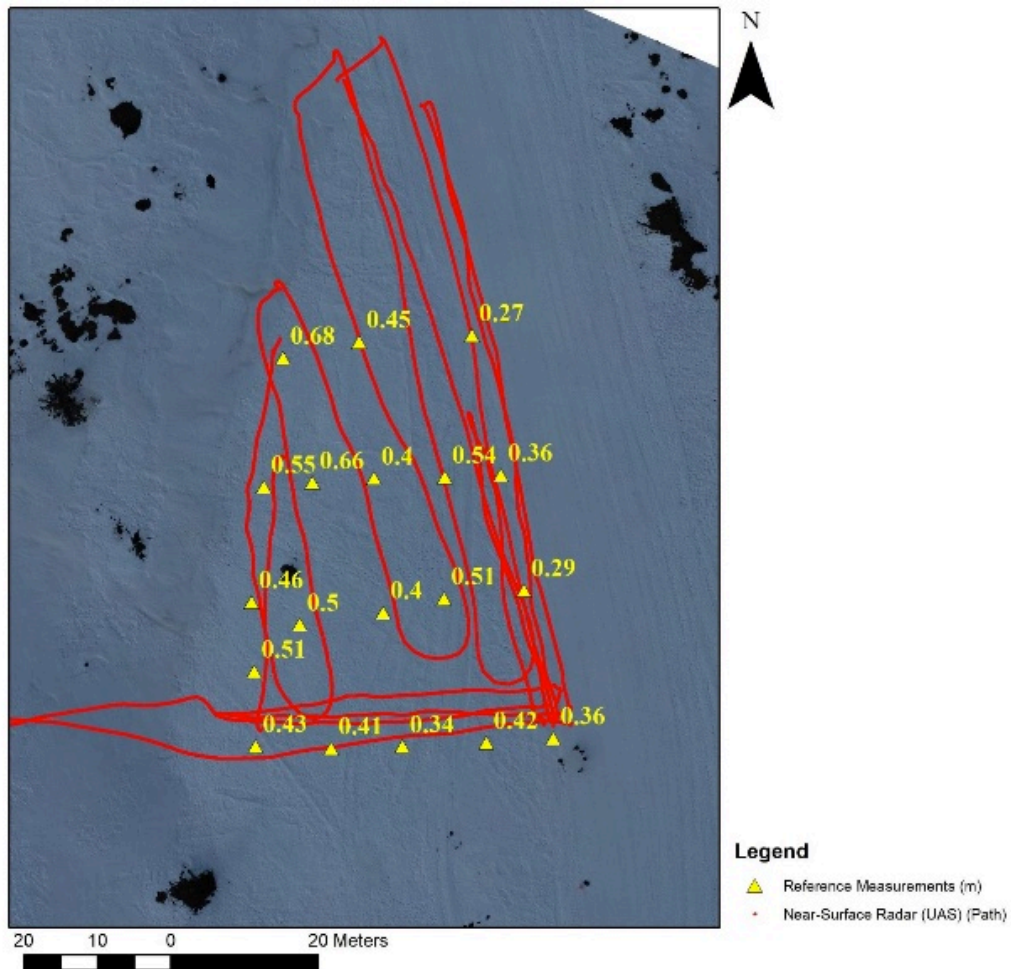 N
0.27
0.45
0.68
0.55 0.66 0.4 0.54 0.36
0.29
0.46 0.5 0.4 0.51
0.51
0.43 0.41 0.34 0.42 0.36
Legend
Reference Measurements (m)
Near-Surface Radar (UAS) (Path)
20 10 0 20 Meters